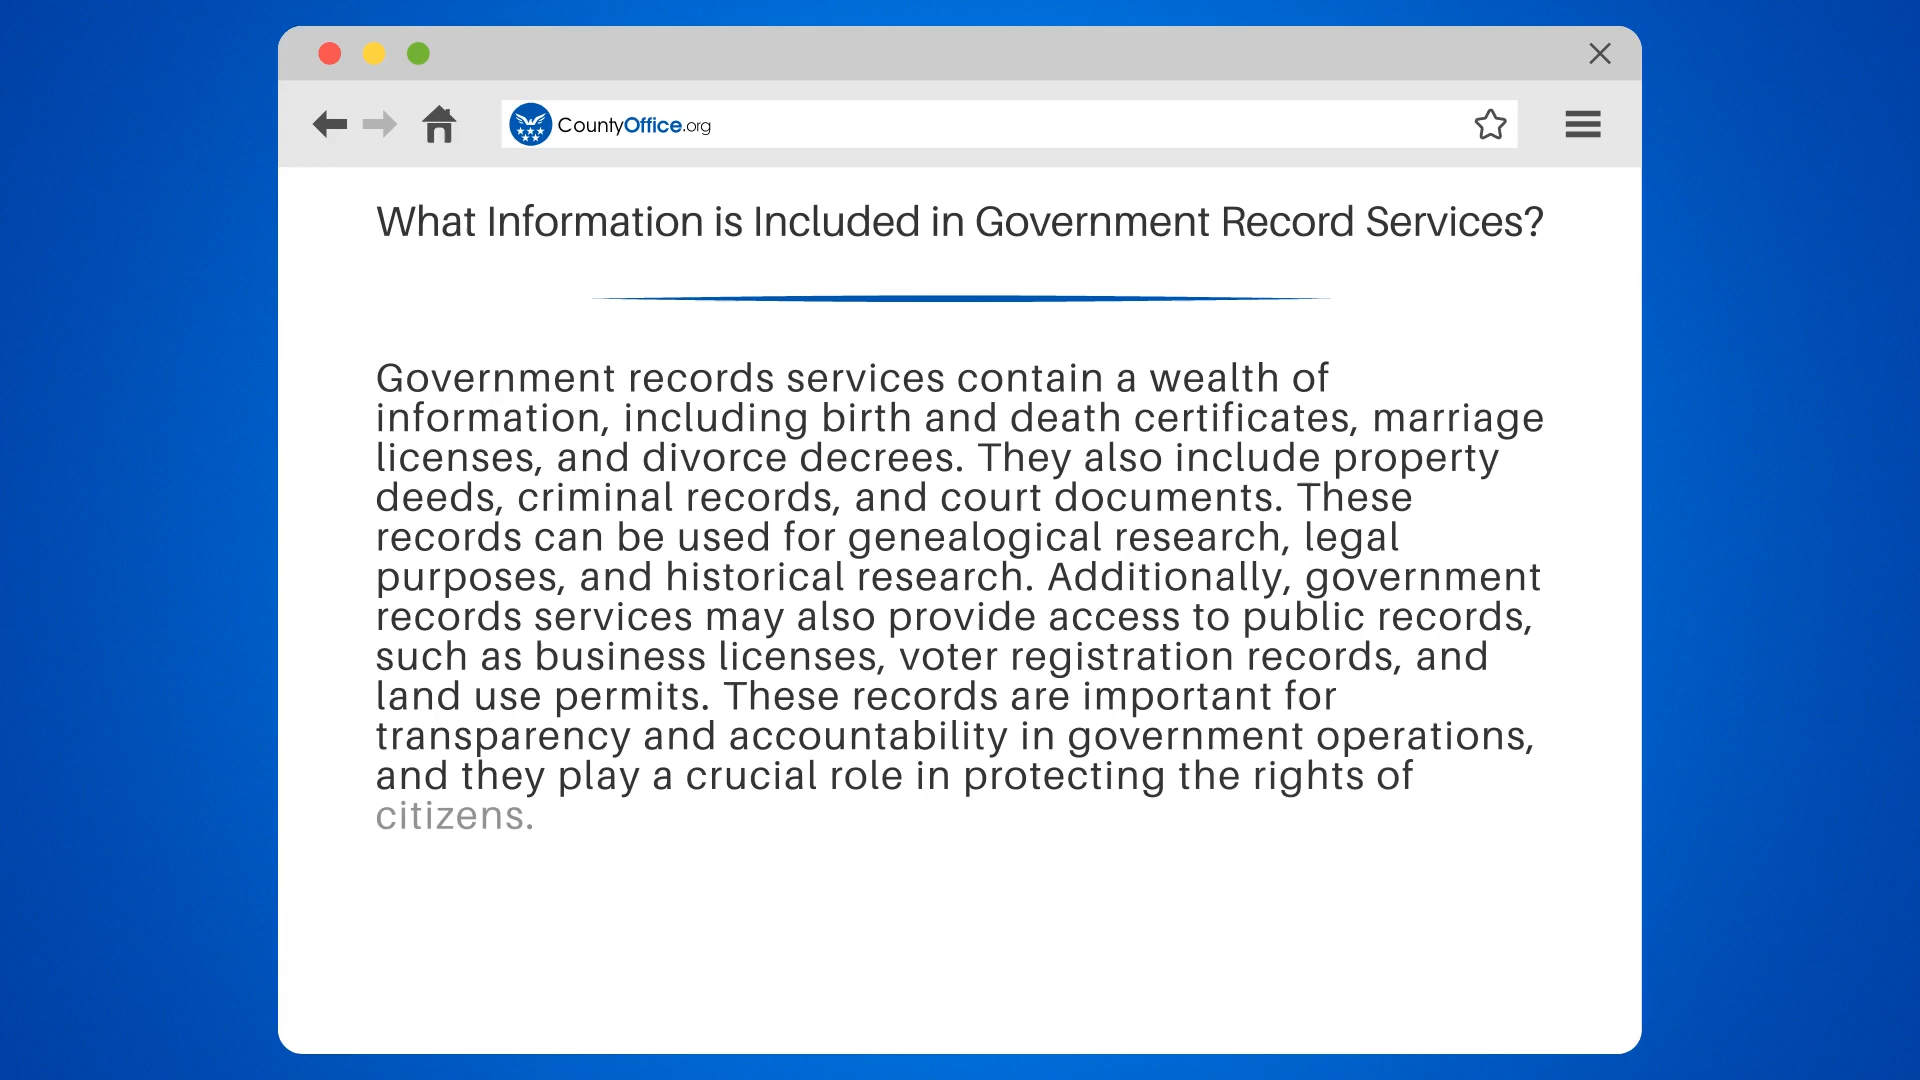 CountyOffice.org
What Information is Included in Government Record Services?
Government records services contain a wealth of
information, including birth and death certificates, marriage
licenses, and divorce decrees. They also include property
deeds, criminal records, and court documents. These
records can be used for genealogical research, legal
purposes, and historical research. Additionally, government
records services may also provide access to public records,
such as business licenses, voter registration records, and
land use permits. These records are important for
transparency and accountability in government operations,
and they play a crucial role in protecting the rights of
citizens.